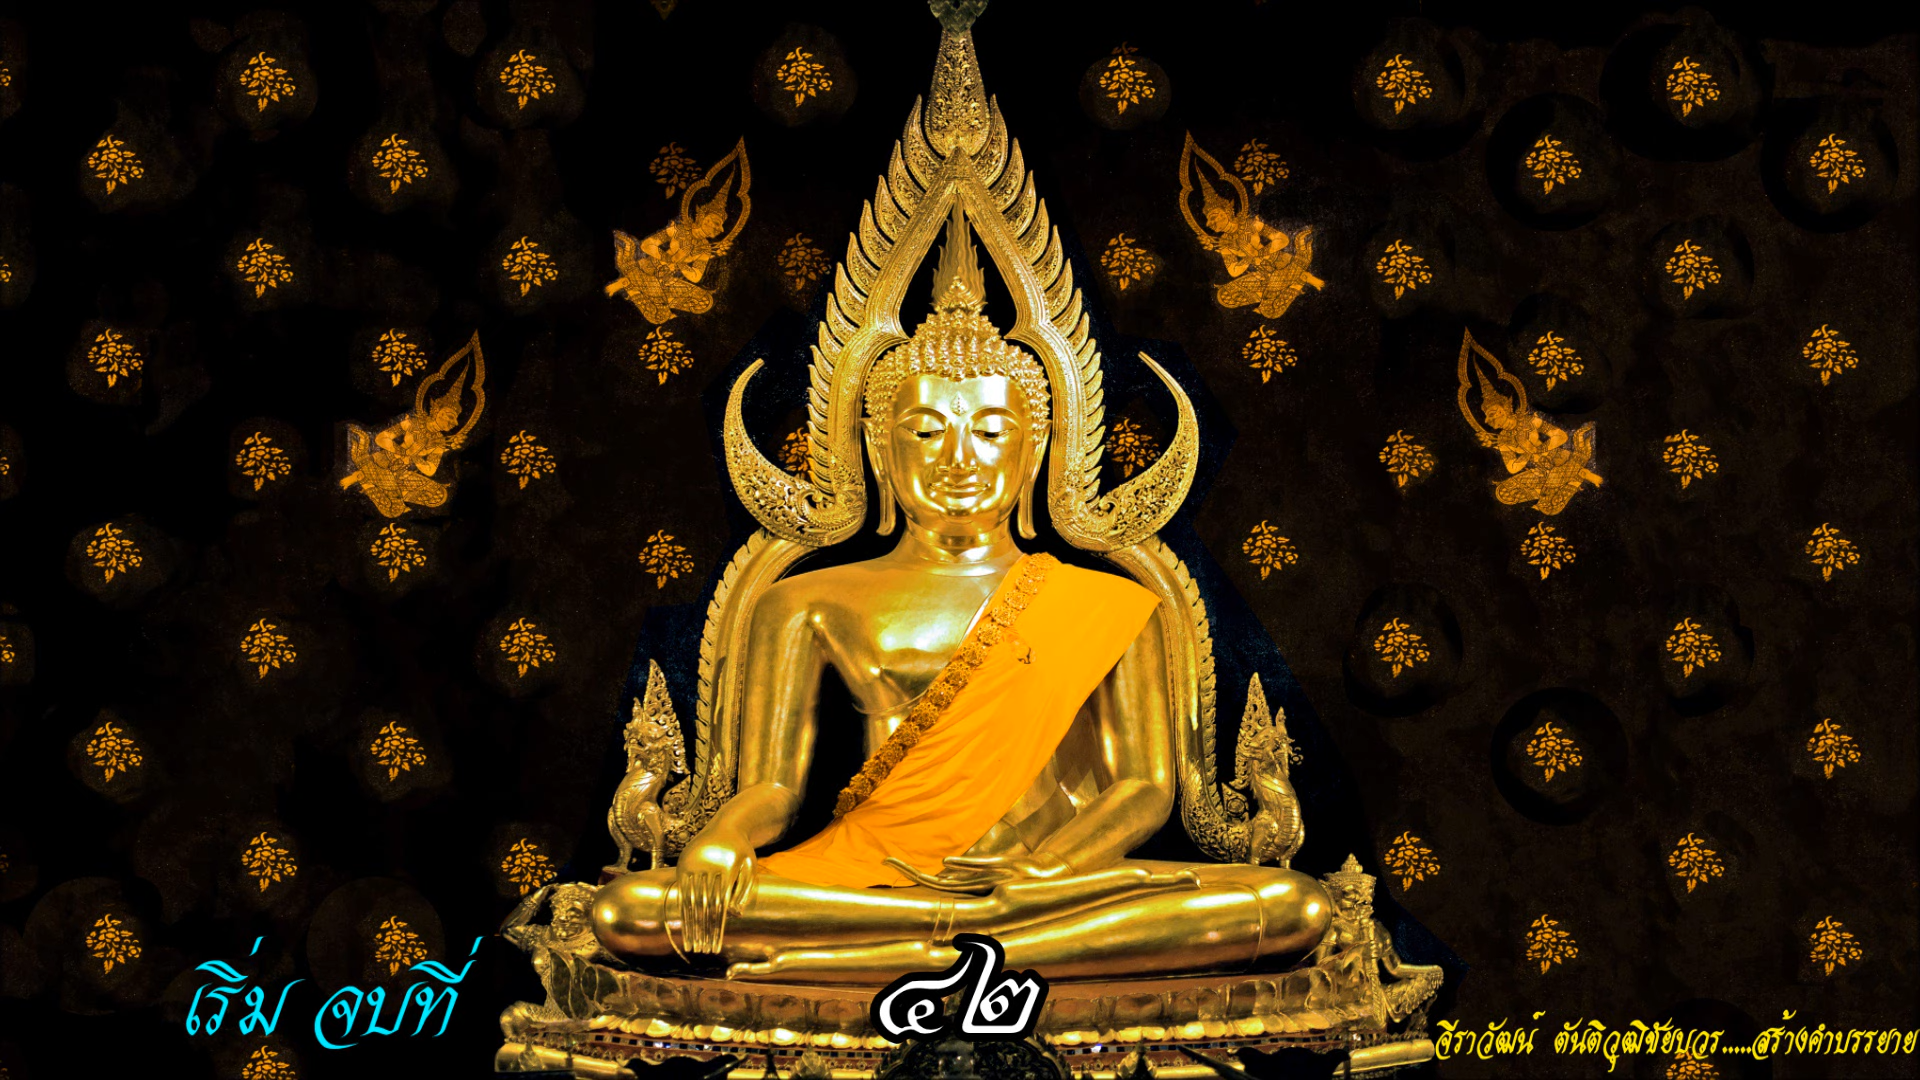 เริ่ม จบที่
๔๒
จีราวัฒน์ ตันติวุฒิชัยบวร.....สร้างคำบรรยาย